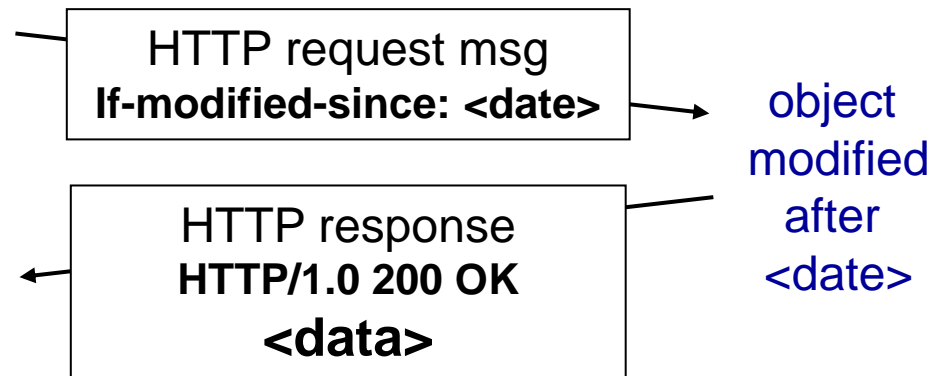 HTTP request msg
If-modified-since: <date>
object
modified
after
<date>
HTTP response
HTTP/1.0 200 OK
<data>